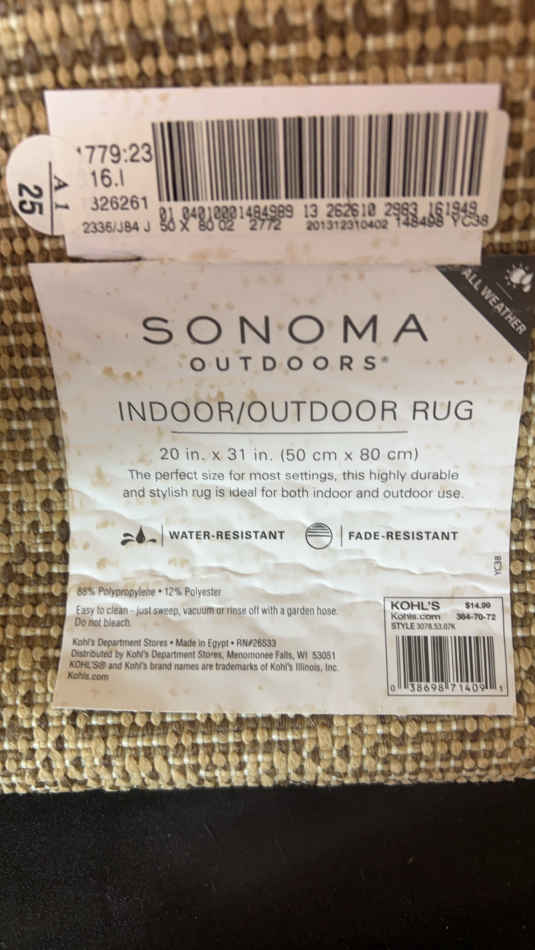 1779:23
16.I
326261
A 1
25
01 04010001484989 13 262610 2983 161949
2336/JB4 J 50 X 80 02 2772 201312310402 148498 YC38
ALL WEATHER
SONOMA
OUTDOORS®
INDOOR/OUTDOOR RUG
20 in. x 31 in. (50 cm x 80 cm)
The perfect size for most settings, this highly durable
and stylish rug is ideal for both indoor and outdoor use.
WATER-RESISTANT
FADE-RESISTANT
YC38
88% Polypropylene • 12% Polyester
Easy to clean - just sweep, vacuum or rinse off with a garden hose.
Do not bleach.
Kohl's Department Stores • Made in Egypt • RN#26533
Distributed by Kohl's Department Stores, Menomonee Falls, WI 53051
KOHL'S® and Kohl's brand names are trademarks of Kohl's Illinois, Inc.
Kohls.com
KOHL'S $14.99
Kohls.com 364-70-72
STYLE 3078.53.07K
0 38698 71409 1